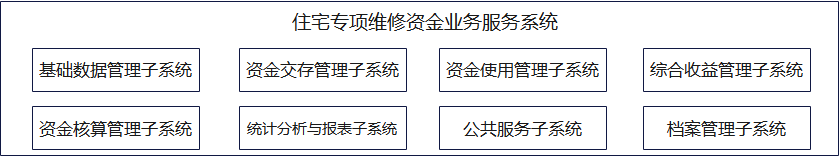 住宅专项维修资金业务服务系统
基础数据管理子系统
资金交存管理子系统
资金使用管理子系统
综合收益管理子系统
资金核算管理子系统
统计分析与报表子系统
公共服务子系统
档案管理子系统